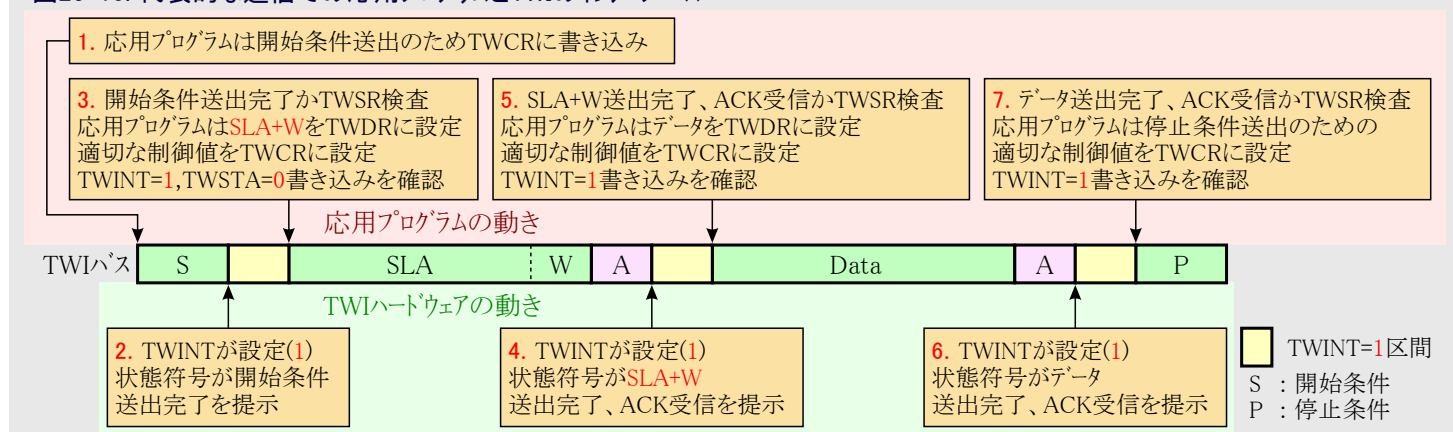 1. 応用プログラムは開始条件送出のためTWCRに書き込み
3. 開始条件送出完了かTWSR検査
応用プログラムはSLA+WをTWDRに設定
適切な制御値をTWCRに設定
TWINT=1,TWSTA=0書き込みを確認
5. SLA+W送出完了、ACK受信かTWSR検査
応用プログラムはデータをTWDRに設定
適切な制御値をTWCRに設定
TWINT=1書き込みを確認
7. データ送出完了、ACK受信かTWSR検査
応用プログラムは停止条件送出のための
適切な制御値をTWCRに設定
TWINT=1書き込みを確認
応用プログラムの動き
TWIバス S SLA W A Data A P
TWIハードウェアの動き
2. TWINTが設定(1)
状態符号が開始条件
送出完了を提示
4. TWINTが設定(1)
状態符号がSLA+W
送出完了、ACK受信を提示
6. TWINTが設定(1)
状態符号がデータ
送出完了、ACK受信を提示
TWINT=1区間
S : 開始条件
P : 停止条件